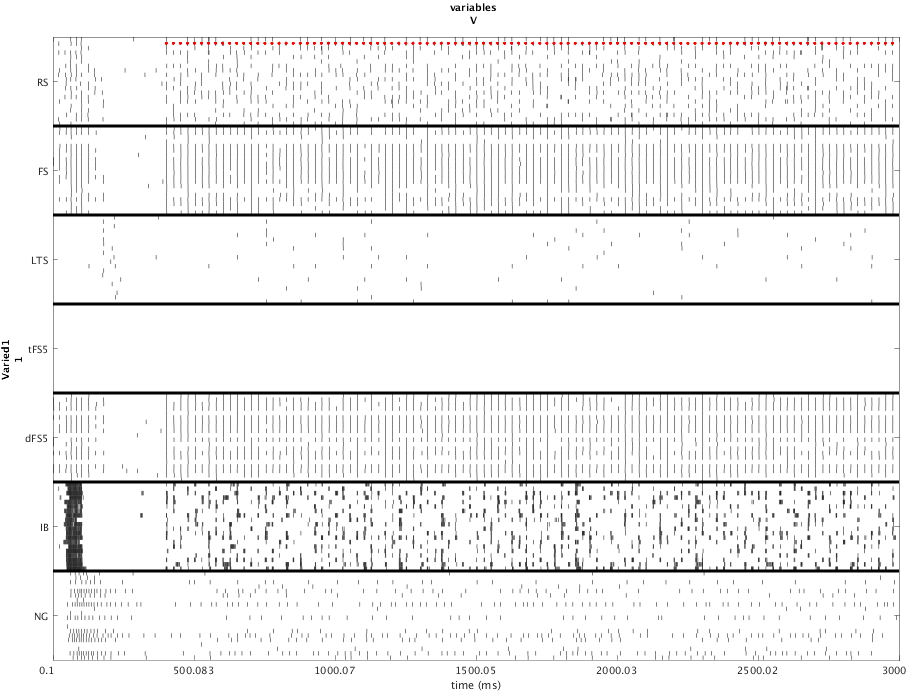 variables
V
RS
FS
LTS
tFS5
dFS5
IB
NG
Varied1
1
0.1
500.083
1000.07
1500.05
2000.03
2500.02
3000
time (ms)